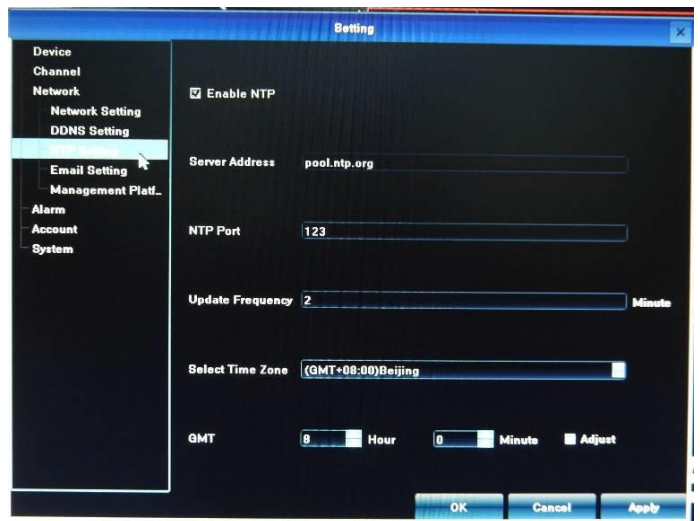 Setting
Device
Channel
Network
Network Setting
DDNS Setting
NTP Setting
Email Setting
Management Platf_
Alarm
Account
System
Enable NTP
Server Address pool.ntp.org
NTP Port 123
Update Frequency 2 Minute
Select Time Zone (GMT+08:00)Beijing
GMT 8 Hour 0 Minute Adjust
OK Cancel Apply